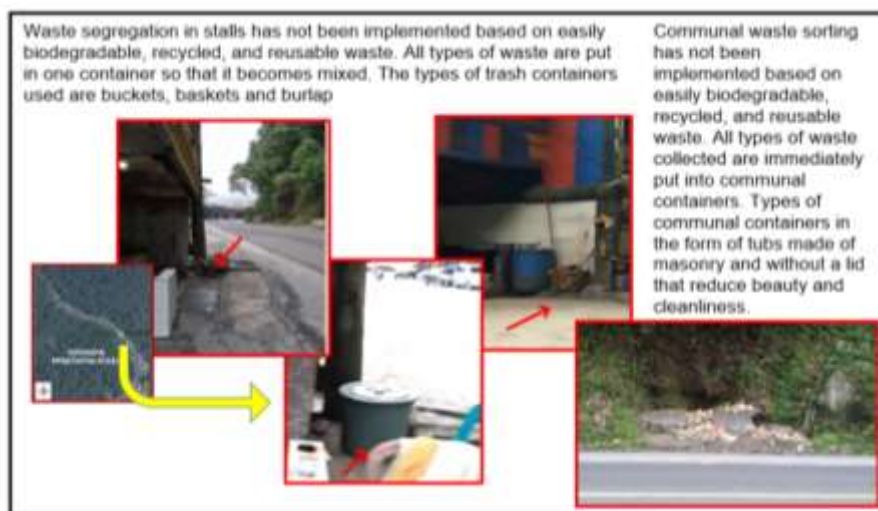 Waste segregation in stalls has not been implemented based on easily
biodegradable, recycled, and reusable waste. All types of waste are put
in one container so that it becomes mixed. The types of trash containers
used are buckets, baskets and burlap
Communal waste sorting
has not been
implemented based on
easily biodegradable,
recycled, and reusable
waste. All types of waste
collected are immediately
put into communal
containers. Types of
communal containers in
the form of tubs made of
masonry and without a lid
that reduce beauty and
cleanliness.